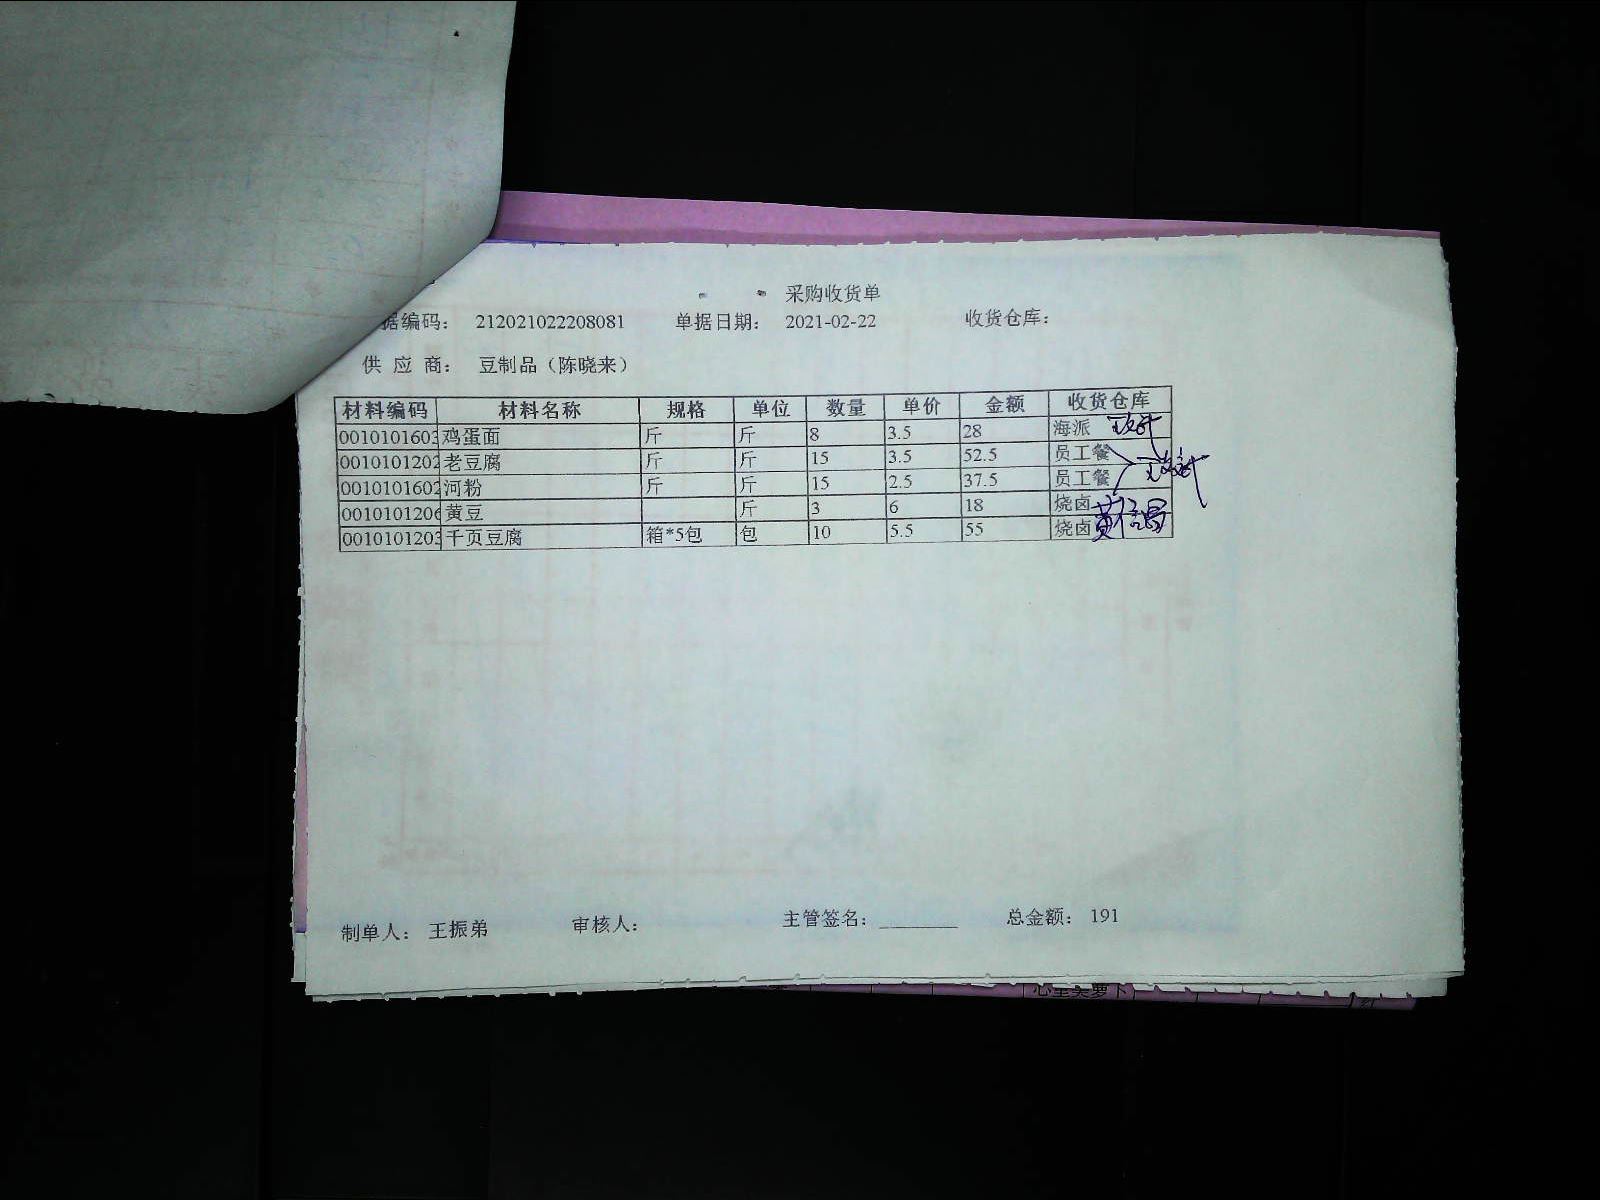 采购收货单
据编码： 212021022208081 单据日期： 2021-02-22 收货仓库：
供 应 商： 豆制品（陈晓来）
材料编码 材料名称 规格 单位 数量 单价 金额 收货仓库
0010101603 鸡蛋面 斤 斤 8 3.5 28 海派
0010101202 老豆腐 斤 斤 15 3.5 52.5 员工餐
0010101602 河粉 斤 斤 15 2.5 37.5 员工餐
0010101206 黄豆 斤 3 6 18 烧卤
0010101203 千页豆腐 箱*5包 包 10 5.5 55 烧卤
制单人： 王振弟 审核人： 主管签名：________ 总金额： 191